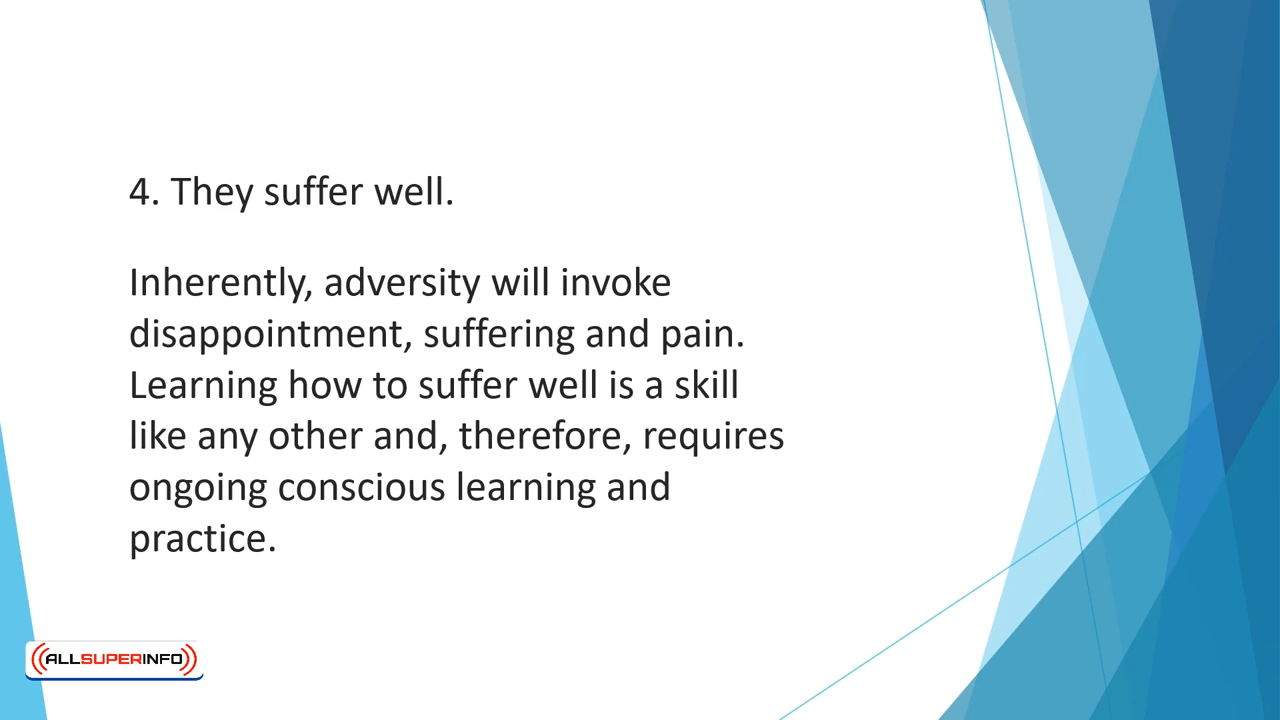 4. They suffer well.
Inherently, adversity will invoke
disappointment, suffering and pain.
Learning how to suffer well is a skill
like any other and, therefore, requires
ongoing conscious learning and
practice.
ALLSUPERINFO